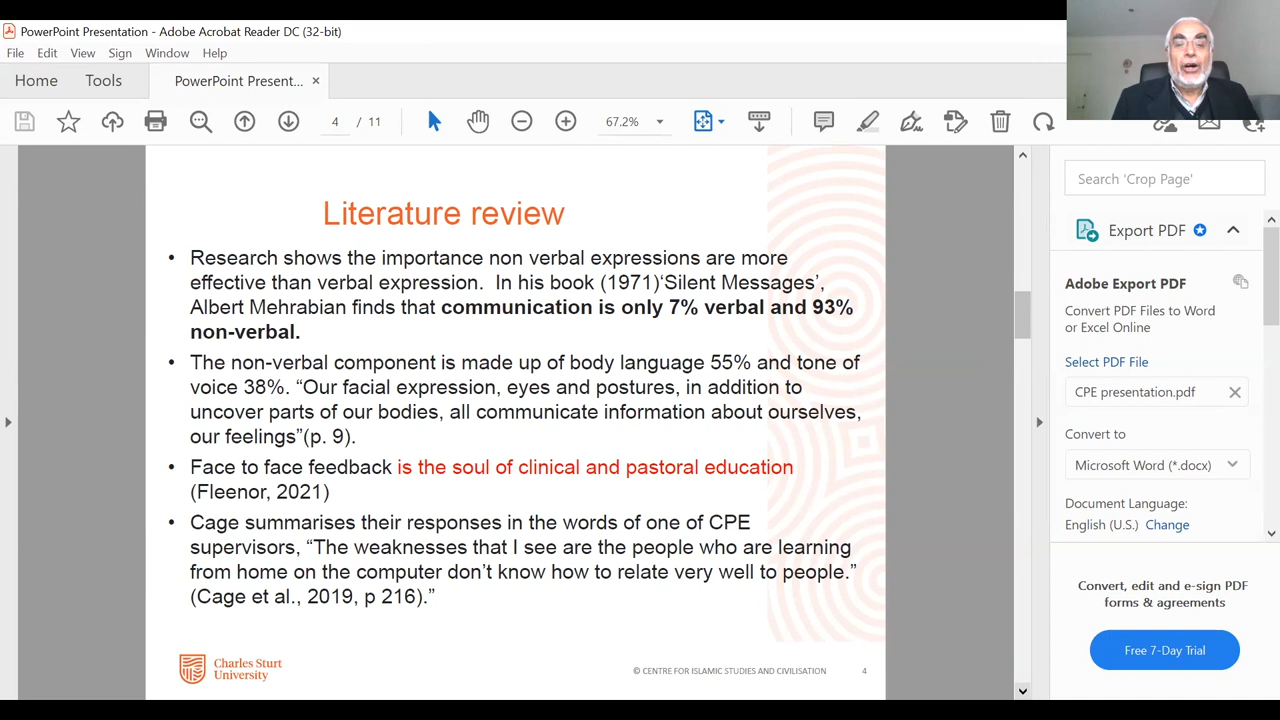 PowerPoint Presentation - Adobe Acrobat Reader DC (32-bit)
File Edit View Sign Window Help
Home Tools PowerPoint Present... ×
4 / 11 67.2%
Literature review
• Research shows the importance non verbal expressions are more
effective than verbal expression. In his book (1971)‘Silent Messages’,
Albert Mehrabian finds that communication is only 7% verbal and 93%
non-verbal.
• The non-verbal component is made up of body language 55% and tone of
voice 38%. “Our facial expression, eyes and postures, in addition to
uncover parts of our bodies, all communicate information about ourselves,
our feelings”(p. 9).
• Face to face feedback is the soul of clinical and pastoral education
(Fleenor, 2021)
• Cage summarises their responses in the words of one of CPE
supervisors, “The weaknesses that I see are the people who are learning
from home on the computer don’t know how to relate very well to people.”
(Cage et al., 2019, p 216).”
Charles Sturt
University
© CENTRE FOR ISLAMIC STUDIES AND CIVILISATION 4
Search 'Crop Page'
Export PDF
Adobe Export PDF
Convert PDF Files to Word
or Excel Online
Select PDF File
CPE presentation.pdf
Convert to
Microsoft Word (*.docx)
Document Language:
English (U.S.) Change
Convert, edit and e-sign PDF
forms & agreements
Free 7-Day Trial